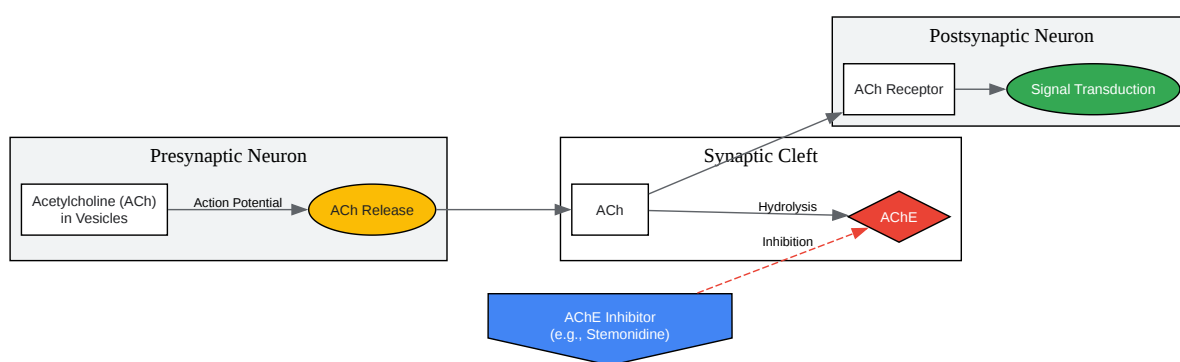 Postsynaptic Neuron
ACh Receptor
Signal Transduction
Presynaptic Neuron
Acetylcholine (ACh)
in Vesicles
Action Potential
ACh Release
Synaptic Cleft
ACh
Hydrolysis
AChE
Inhibition
AChE Inhibitor
(e.g., Stemonidine)